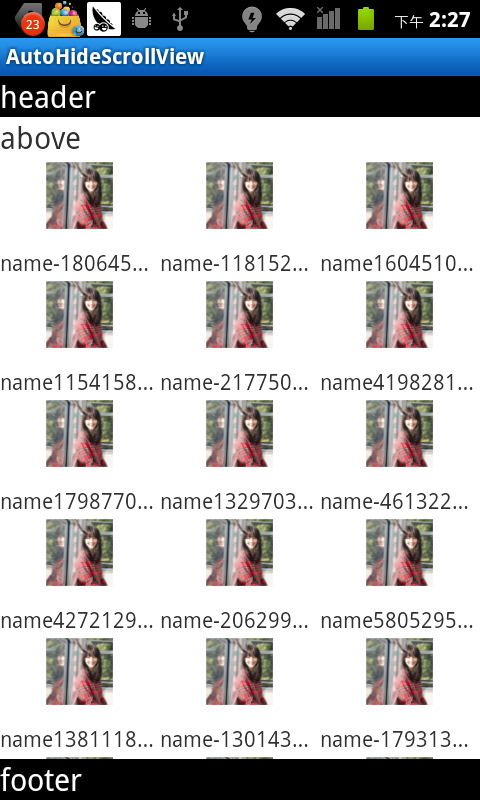 23
下午 2:27
AutoHideScrollView
header
above
name-180645... name-118152... name1604510...
name1154158... name-217750... name4198281...
name1798770... name1329703... name-461322...
name4272129... name-206299... name5805295...
name1381118... name-130143... name-179313...
footer